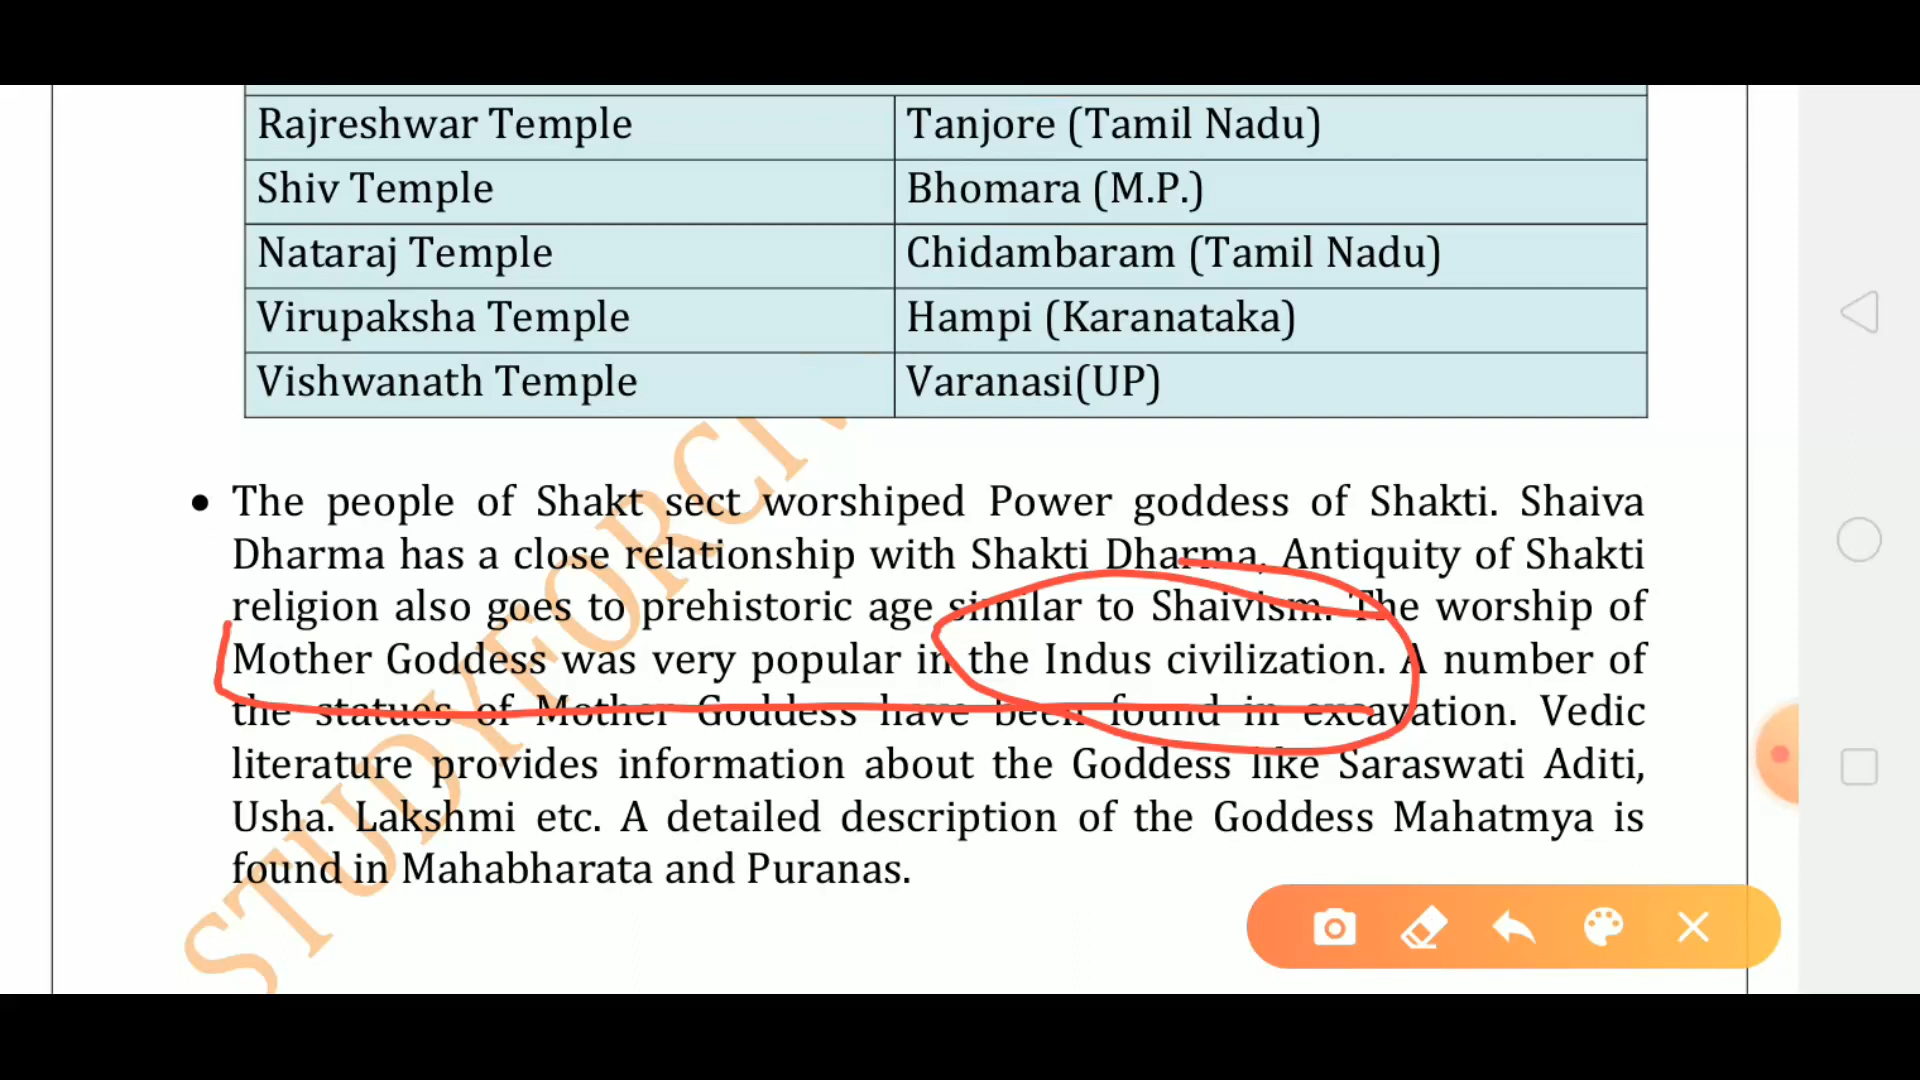 Rajreshwar Temple Tanjore (Tamil Nadu)
Shiv Temple Bhomara (M.P.)
Nataraj Temple Chidambaram (Tamil Nadu)
Virupaksha Temple Hampi (Karanataka)
Vishwanath Temple Varanasi(UP)
• The people of Shakt sect worshiped Power goddess of Shakti. Shaiva
Dharma has a close relationship with Shakti Dharma, Antiquity of Shakti
religion also goes to prehistoric age similar to Shaivism. The worship of
Mother Goddess was very popular in the Indus civilization. A number of
the statues of Mother Goddess have been found in excavation. Vedic
literature provides information about the Goddess like Saraswati Aditi,
Usha. Lakshmi etc. A detailed description of the Goddess Mahatmya is
found in Mahabharata and Puranas.
STUDYFORCIV